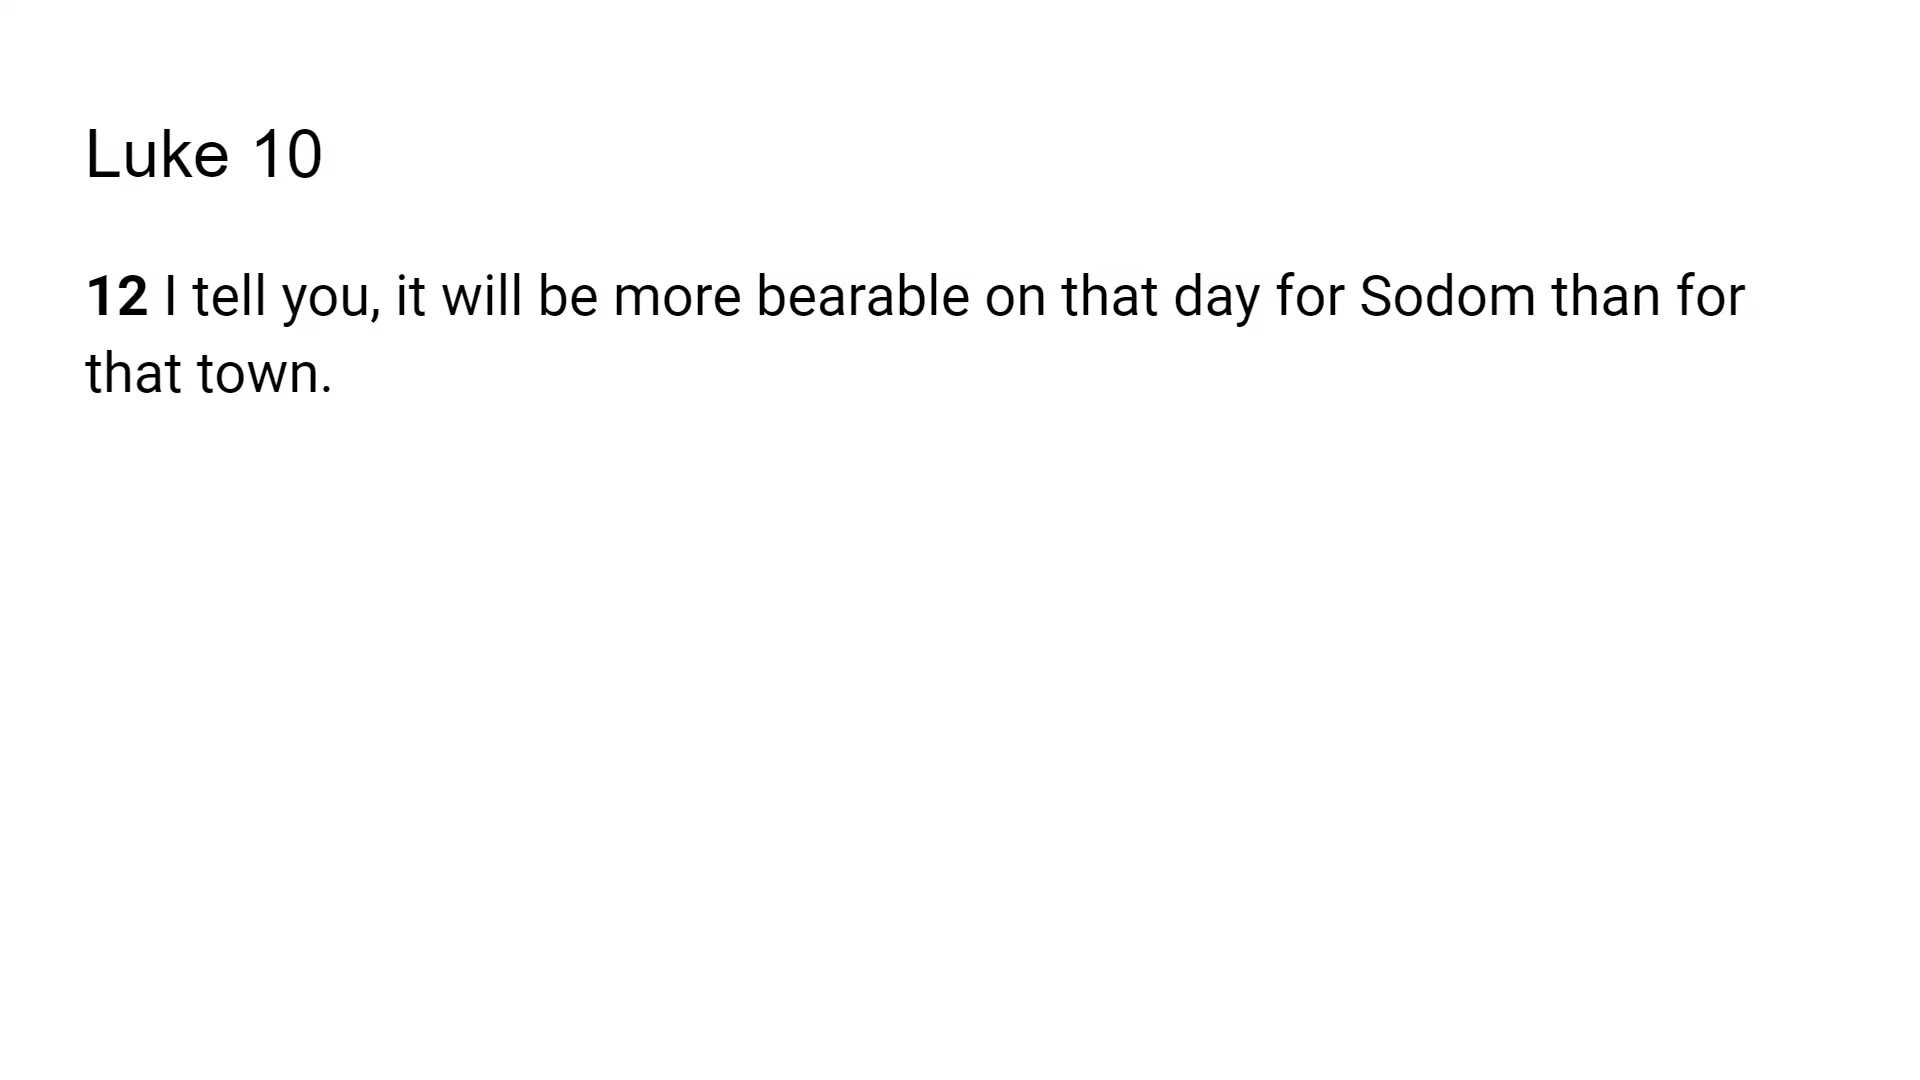 Luke 10
12 I tell you, it will be more bearable on that day for Sodom than for
that town.